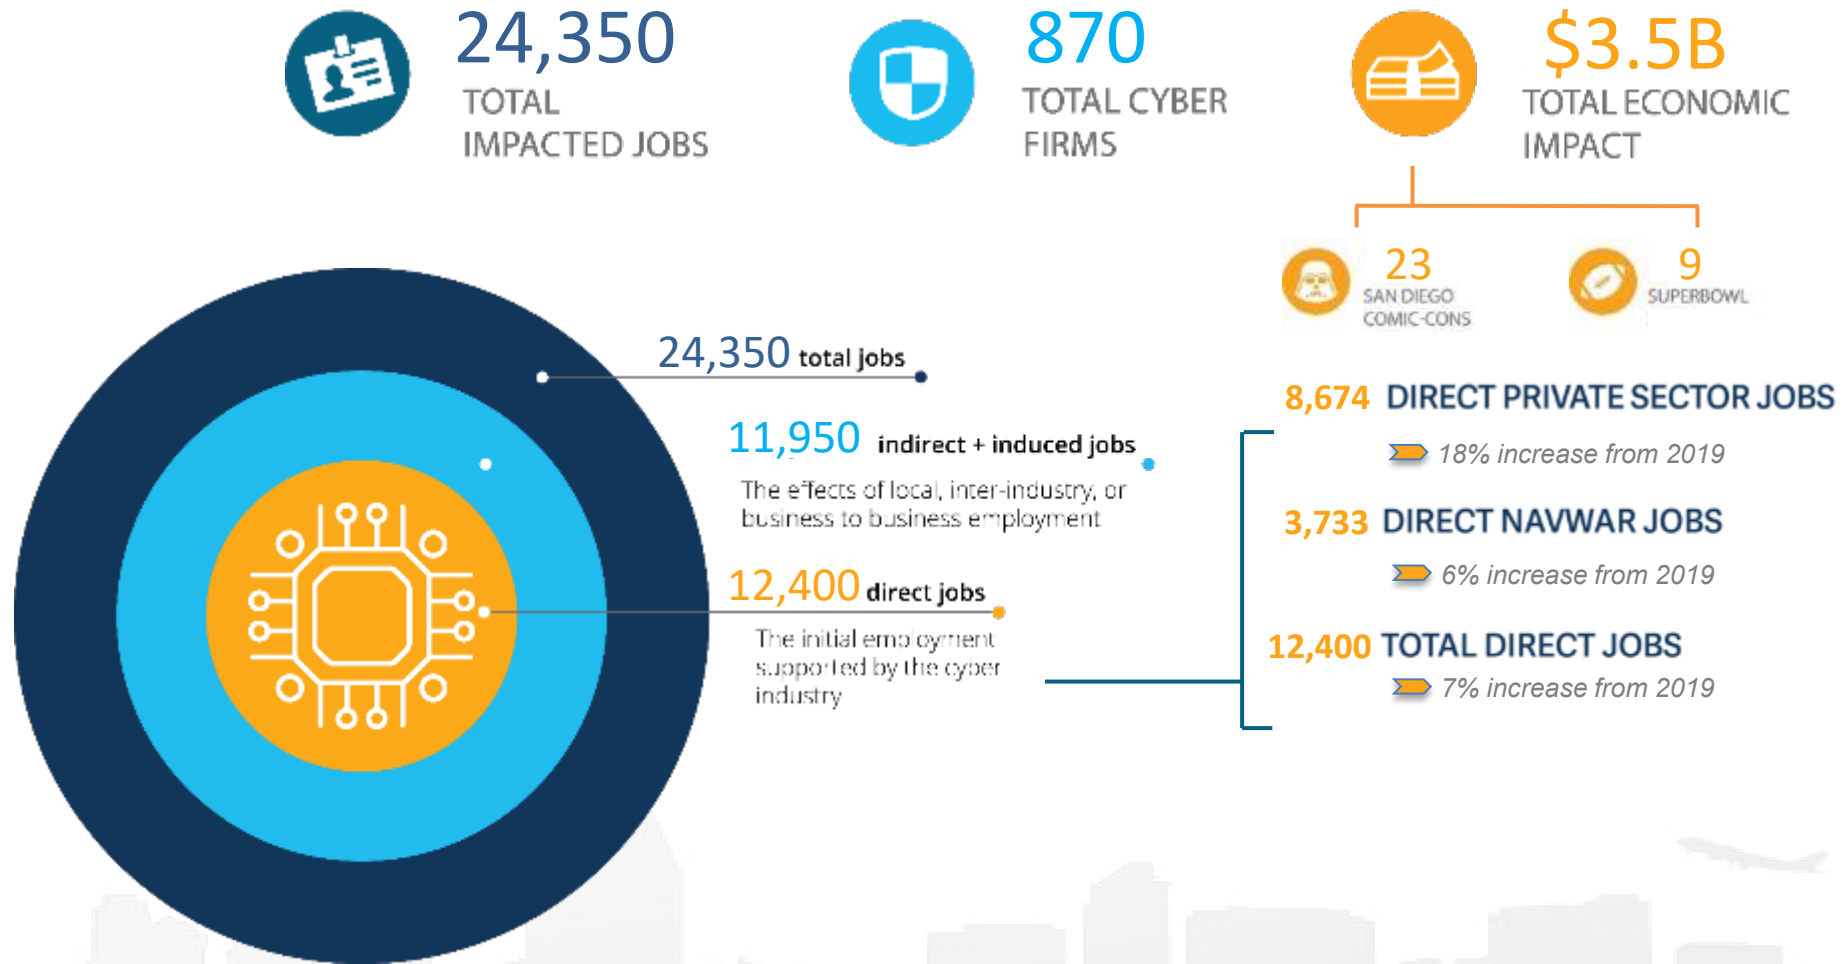 24,350
TOTAL
IMPACTED JOBS
870
TOTAL CYBER
FIRMS
$3.5B
TOTAL ECONOMIC
IMPACT
23
SAN DIEGO
COMIC-CONS
9
SUPERBOWL
24,350 total jobs
11,950 indirect + induced jobs
The effects of local, inter-industry, or
business to business employment
12,400 direct jobs
The initial employment
supported by the cyber
industry
8,674 DIRECT PRIVATE SECTOR JOBS
18% increase from 2019
3,733 DIRECT NAVWAR JOBS
6% increase from 2019
12,400 TOTAL DIRECT JOBS
7% increase from 2019